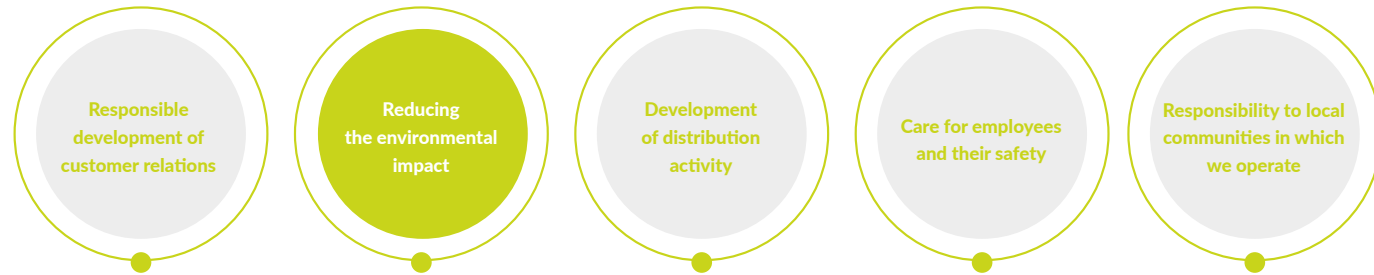 Responsible
development of
customer relations
Reducing
the environmental
impact
Development
of distribution
activity
Care for employees
and their safety
Responsibility to local
communities in which
we operate